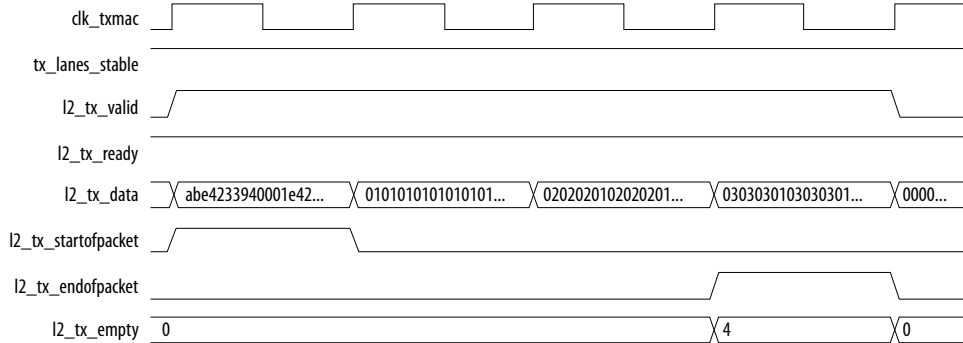 clk_txmac
tx_lanes_stable
l2_tx_valid
l2_tx_ready
l2_tx_data abe4233940001e42... 0101010101010101... 0202020102020201... 0303030103030301... 0000...
l2_tx_startofpacket
l2_tx_endofpacket
l2_tx_empty 0 4 0